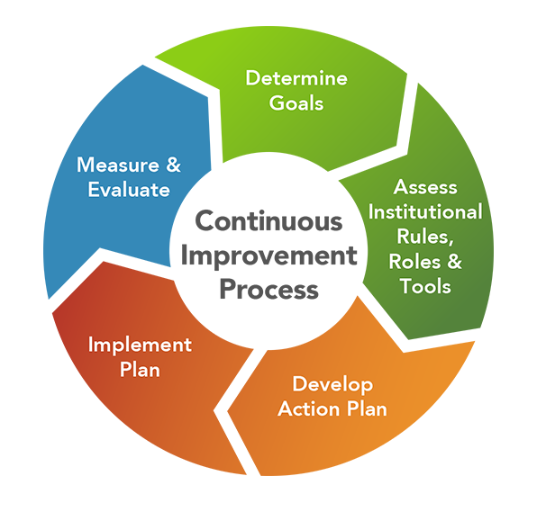 Determine
Goals
Assess
Institutional
Rules,
Roles &
Tools
Develop
Action Plan
Implement
Plan
Measure &
Evaluate
Continuous
Improvement
Process